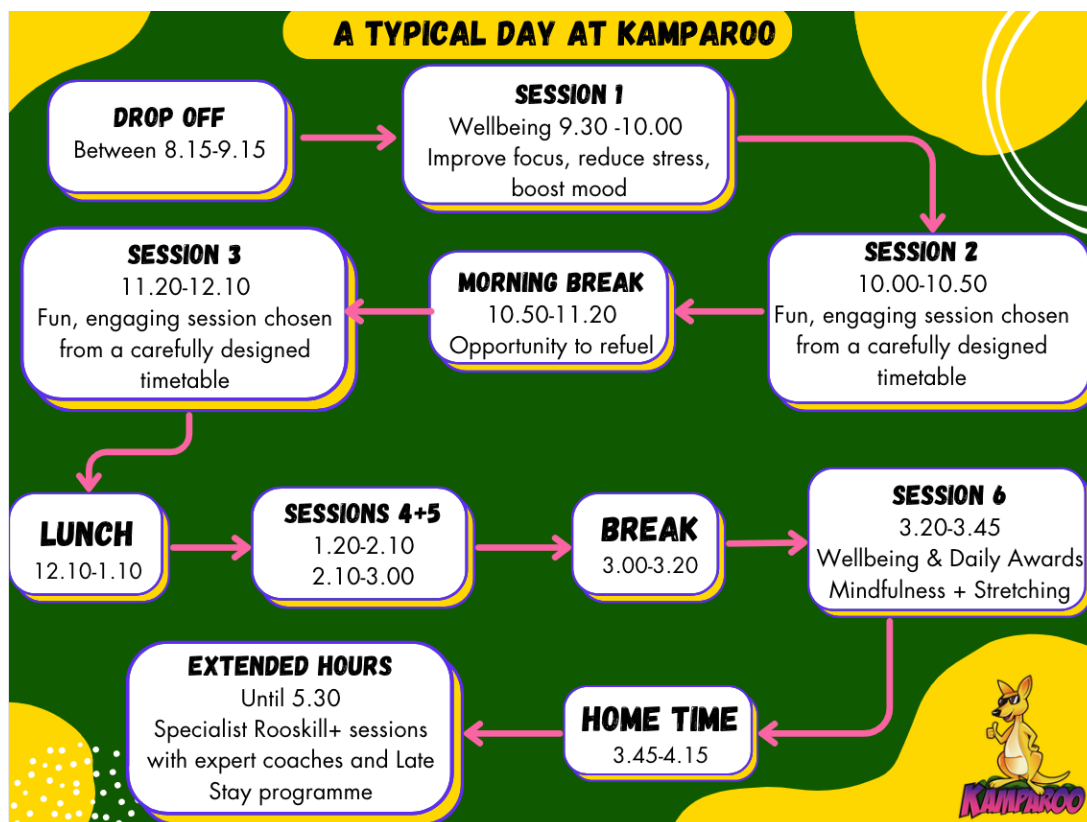 A TYPICAL DAY AT KAMPAROO
DROP OFF
Between 8.15-9.15
SESSION 1
Wellbeing 9.30 -10.00
Improve focus, reduce stress,
boost mood
SESSION 2
10.00-10.50
Fun, engaging session chosen
from a carefully designed
timetable
MORNING BREAK
10.50-11.20
Opportunity to refuel
SESSION 3
11.20-12.10
Fun, engaging session chosen
from a carefully designed
timetable
LUNCH
12.10-1.10
SESSIONS 4+5
1.20-2.10
2.10-3.00
BREAK
3.00-3.20
SESSION 6
3.20-3.45
Wellbeing & Daily Awards
Mindfulness + Stretching
HOME TIME
3.45-4.15
EXTENDED HOURS
Until 5.30
Specialist Rooskill+ sessions
with expert coaches and Late
Stay programme
KAMPAROO